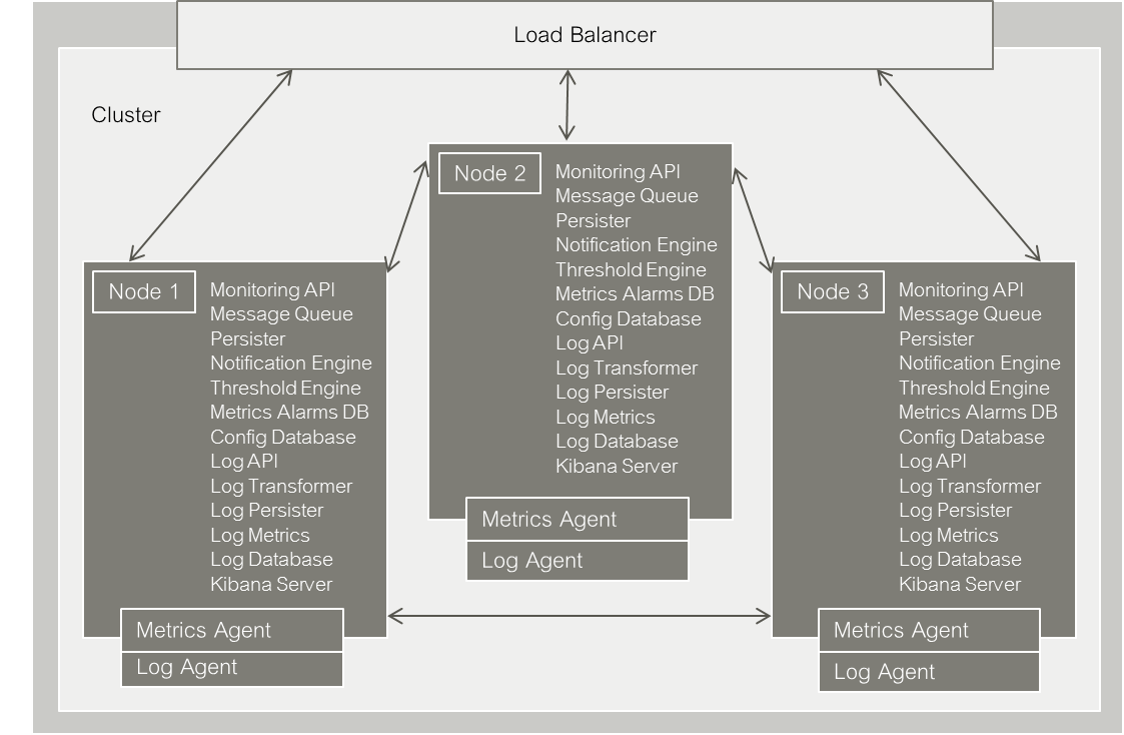 Load Balancer
Cluster
Node 1
Monitoring API
Message Queue
Persister
Notification Engine
Threshold Engine
Metrics Alarms DB
Config Database
Log API
Log Transformer
Log Persister
Log Metrics
Log Database
Kibana Server
Metrics Agent
Log Agent
Node 2
Monitoring API
Message Queue
Persister
Notification Engine
Threshold Engine
Metrics Alarms DB
Config Database
Log API
Log Transformer
Log Persister
Log Metrics
Log Database
Kibana Server
Metrics Agent
Log Agent
Node 3
Monitoring API
Message Queue
Persister
Notification Engine
Threshold Engine
Metrics Alarms DB
Config Database
Log API
Log Transformer
Log Persister
Log Metrics
Log Database
Kibana Server
Metrics Agent
Log Agent